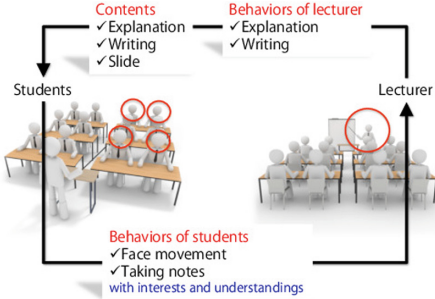 Contents
✓Explanation
✓Writing
✓Slide
Behaviors of lecturer
✓Explanation
✓Writing
Students
Lecturer
Behaviors of students
✓Face movement
✓Taking notes
with interests and understandings